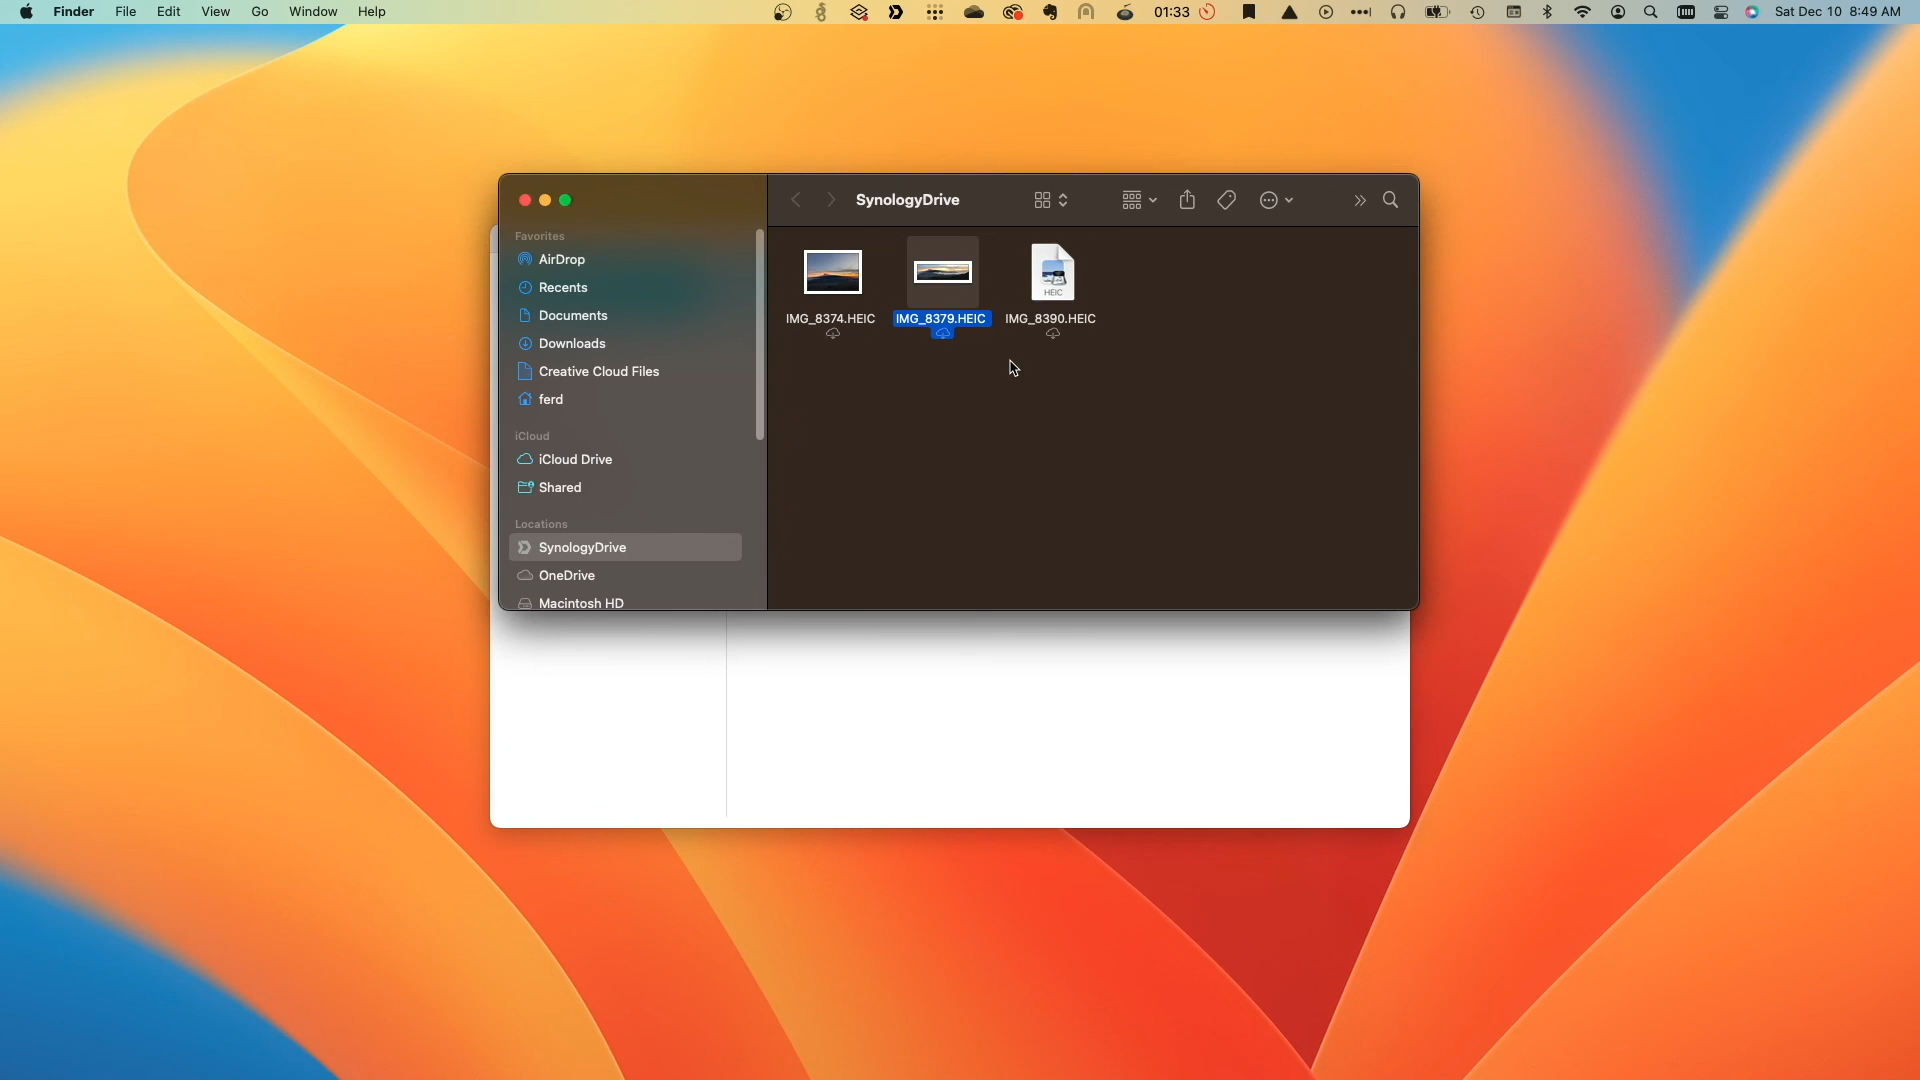 Finder File Edit View Go Window Help 01:33 Sat Dec 10 8:49 AM
SynologyDrive
Favorites
AirDrop
Recents
Documents
Downloads
Creative Cloud Files
ferd
iCloud
iCloud Drive
Shared
Locations
SynologyDrive
OneDrive
Macintosh HD
HEIC
IMG_8374.HEIC IMG_8379.HEIC IMG_8390.HEIC